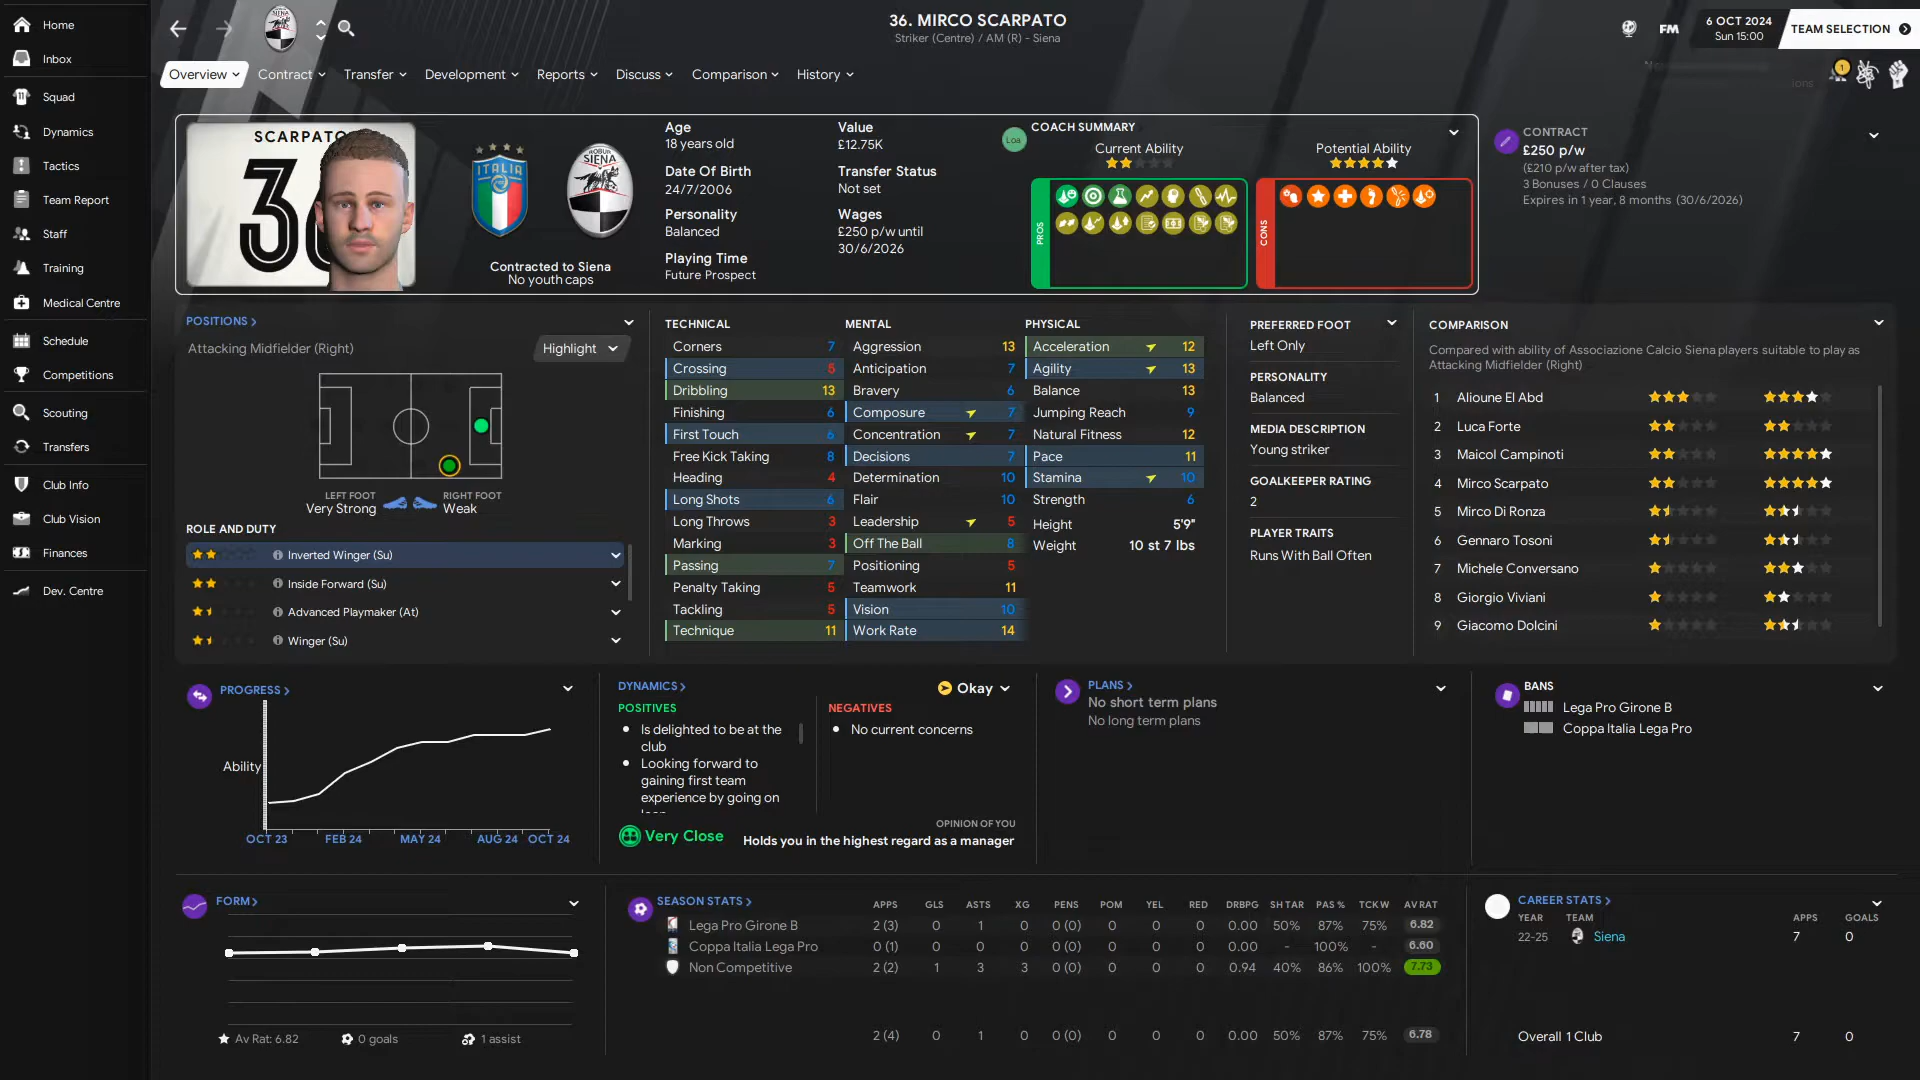 Home
Inbox
Squad
Dynamics
Tactics
Team Report
Staff
Training
Medical Centre
Schedule
Competitions
Scouting
Transfers
Club Info
Club Vision
Finances
Dev. Centre
36. MIRCO SCARPATO
Striker (Centre) / AM (R) - Siena
FM
6 OCT 2024
Sun 15:00
TEAM SELECTION
1
Overview Contract Transfer Development Reports Discuss Comparison History
SCARPATO
36
ITALIA
ROBUR
SIENA
Contracted to Siena
No youth caps
Age
18 years old
Date Of Birth
24/7/2006
Personality
Balanced
Playing Time
Future Prospect
Value
£12.75K
Transfer Status
Not set
Wages
£250 p/w until
30/6/2026
Loa
COACH SUMMARY
Current Ability
Potential Ability
PROS
CONS
CONTRACT
£250 p/w
(£210 p/w after tax)
3 Bonuses / 0 Clauses
Expires in 1 year, 8 months (30/6/2026)
POSITIONS
Attacking Midfielder (Right)
Highlight
LEFT FOOT
Very Strong
RIGHT FOOT
Weak
ROLE AND DUTY
Inverted Winger (Su)
Inside Forward (Su)
Advanced Playmaker (At)
Winger (Su)
TECHNICAL
Corners 7
Crossing 5
Dribbling 13
Finishing 6
First Touch 6
Free Kick Taking 8
Heading 4
Long Shots 6
Long Throws 3
Marking 3
Passing 7
Penalty Taking 5
Tackling 5
Technique 11
MENTAL
Aggression 13
Anticipation 7
Bravery 6
Composure 7
Concentration 7
Decisions 7
Determination 10
Flair 10
Leadership 5
Off The Ball 8
Positioning 5
Teamwork 11
Vision 10
Work Rate 14
PHYSICAL
Acceleration 12
Agility 13
Balance 13
Jumping Reach 9
Natural Fitness 12
Pace 11
Stamina 10
Strength 6
Height 5'9"
Weight 10 st 7 lbs
PREFERRED FOOT
Left Only
PERSONALITY
Balanced
MEDIA DESCRIPTION
Young striker
GOALKEEPER RATING
2
PLAYER TRAITS
Runs With Ball Often
COMPARISON
Compared with ability of Associazione Calcio Siena players suitable to play as
Attacking Midfielder (Right)
1 Alioune El Abd
2 Luca Forte
3 Maicol Campinoti
4 Mirco Scarpato
5 Mirco Di Ronza
6 Gennaro Tosoni
7 Michele Conversano
8 Giorgio Viviani
9 Giacomo Dolcini
PROGRESS
Ability
OCT 23 FEB 24 MAY 24 AUG 24 OCT 24
DYNAMICS
Okay
POSITIVES
Is delighted to be at the
club
Looking forward to
gaining first team
experience by going on
NEGATIVES
No current concerns
Very Close
OPINION OF YOU
Holds you in the highest regard as a manager
PLANS
No short term plans
No long term plans
BANS
Lega Pro Girone B
Coppa Italia Lega Pro
FORM
Av Rat: 6.82 0 goals 1 assist
SEASON STATS APPS GLS ASTS XG PENS POM YEL RED DRBPG SH TAR PAS % TCK W AV RAT
Lega Pro Girone B 2 (3) 0 1 0 0 (0) 0 0 0 0.00 50% 87% 75% 6.82
Coppa Italia Lega Pro 0 (1) 0 0 0 0 (0) 0 0 0 0.00 - 100% - 6.60
Non Competitive 2 (2) 1 3 3 0 (0) 0 0 0 0.94 40% 86% 100% 7.73
2 (4) 0 1 0 0 (0) 0 0 0 0.00 50% 87% 75% 6.78
CAREER STATS
YEAR TEAM APPS GOALS
22-25 Siena 7 0
Overall 1 Club 7 0